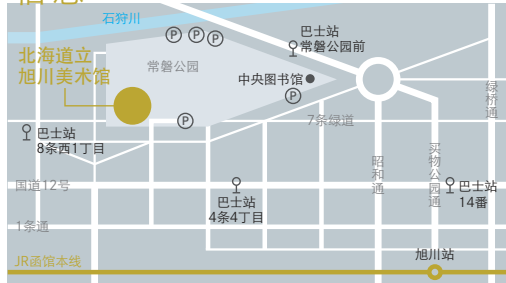 信息
石狩川
巴士站
常磐公园前
北海道立
旭川美术馆
常磐公园
中央图书馆
P
P
P
P
P
7条绿道
绿桥通
巴士站
8条西1丁目
昭和通
买物公园通
国道12号
巴士站
4条4丁目
巴士站
14番
1条通
旭川站
JR函馆本线